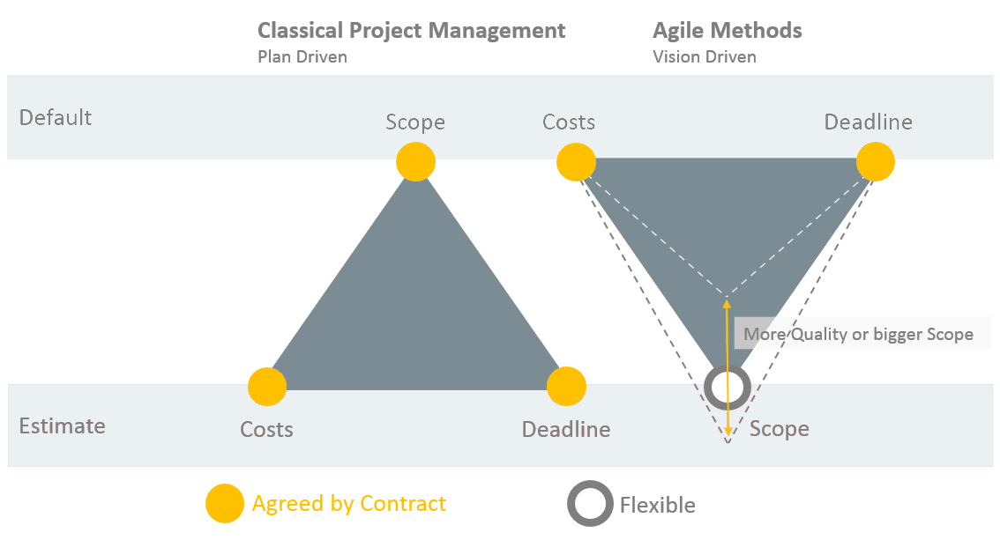 Classical Project Management
Plan Driven
Agile Methods
Vision Driven
Default
Scope
Costs
Deadline
More Quality or bigger Scope
Estimate
Costs
Deadline
Scope
Agreed by Contract
Flexible